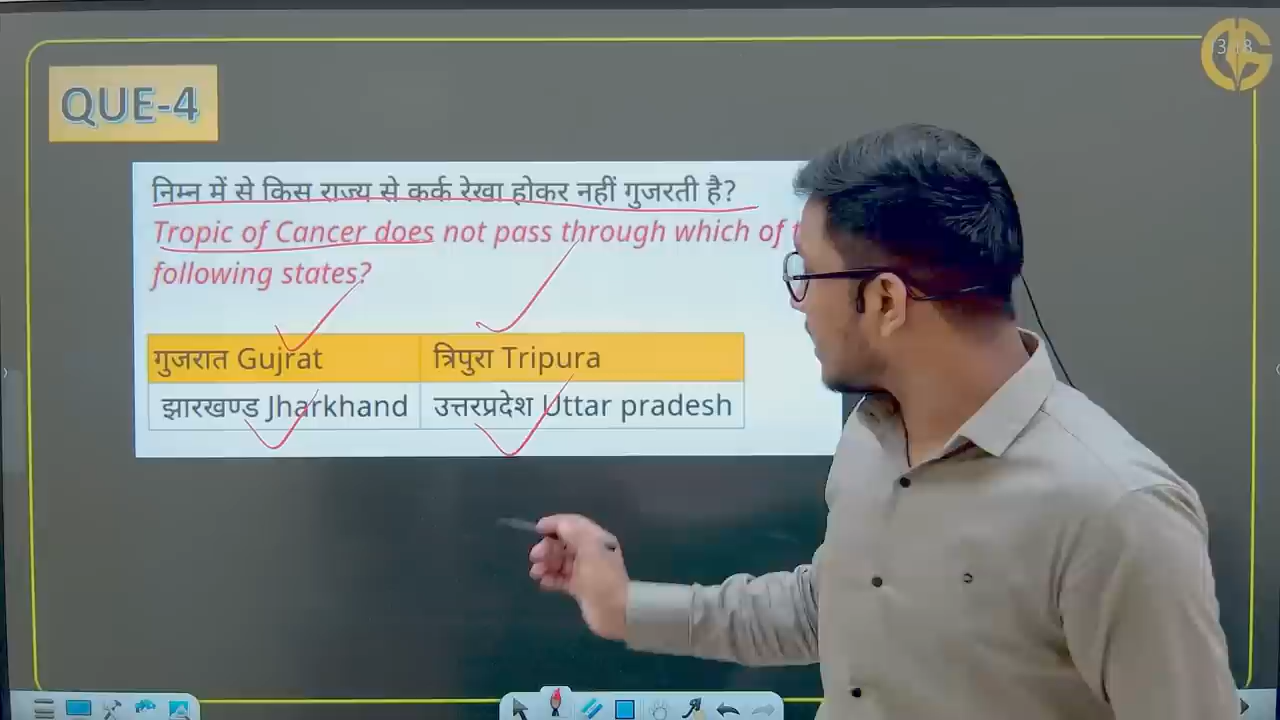 QUE-4
निम्न में से किस राज्य से कर्क रेखा होकर नहीं गुजरती है?
Tropic of Cancer does not pass through which of
following states?
गुजरात Gujrat
त्रिपुरा Tripura
झारखण्ड Jharkhand
उत्तरप्रदेश Uttar pradesh